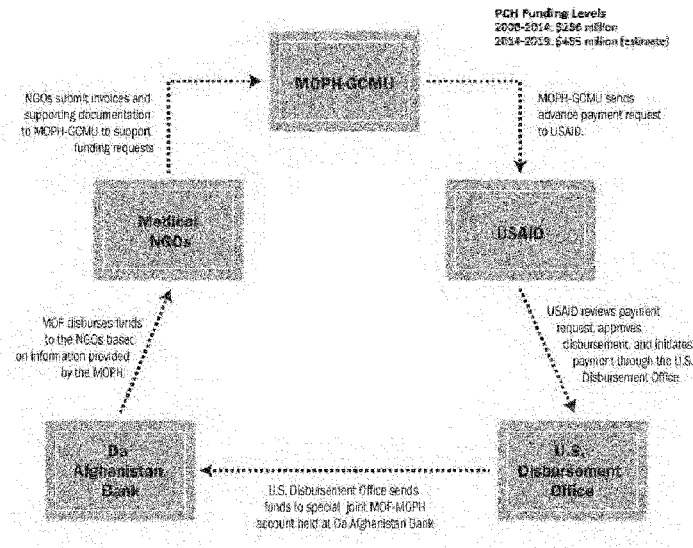 PCH Funding Levels
2008-2014: $236 million
2014-2019: $455 million (estimate)
MOPH-GCMU
NGOs submit invoices and
supporting documentation
to MOPH-GCMU to support
funding requests
MOPH-GCMU sends
advance payment request
to USAID.
Medical
NGOs
USAID
MOF disburses funds
to the NGOs based
on information provided
by the MOPH.
USAID reviews payment
request, approves
disbursement, and initiates
payment through the U.S.
Disbursement Office.
Da
Afghanistan
Bank
U.S.
Disbursement
Office
U.S. Disbursement Office sends
funds to special joint MOF-MOPH
account held at Da Afghanistan Bank